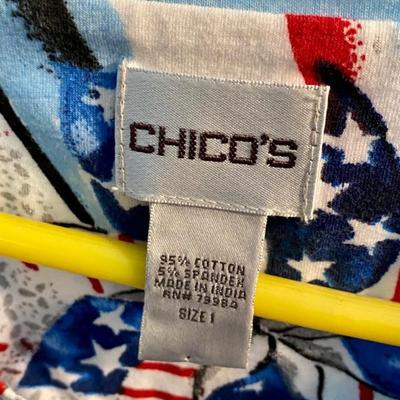 CHICO'S
95% COTTON
5% SPANDEX
MADE IN INDIA
RN# 79984
SIZE 1